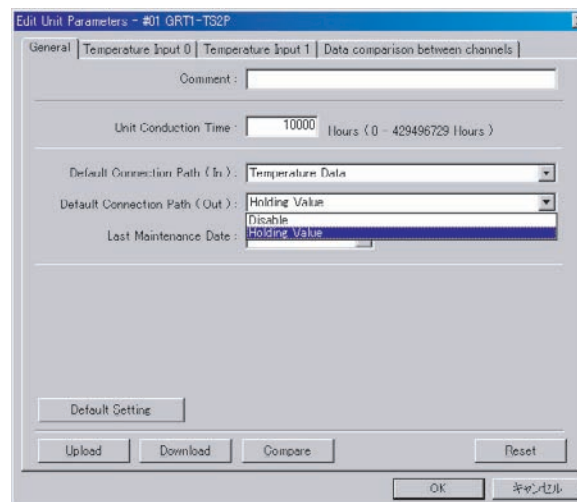 Edit Unit Parameters - #01 GRT1-TS2P
General Temperature Input 0 Temperature Input 1 Data comparison between channels
Comment :
Unit Conduction Time : 10000 Hours ( 0 - 429496729 Hours )
Default Connection Path ( In ) : Temperature Data
Default Connection Path ( Out ) : Holding Value
Disable
Last Maintenance Date : Holding Value
Default Setting
Upload Download Compare Reset
OK キャンセル